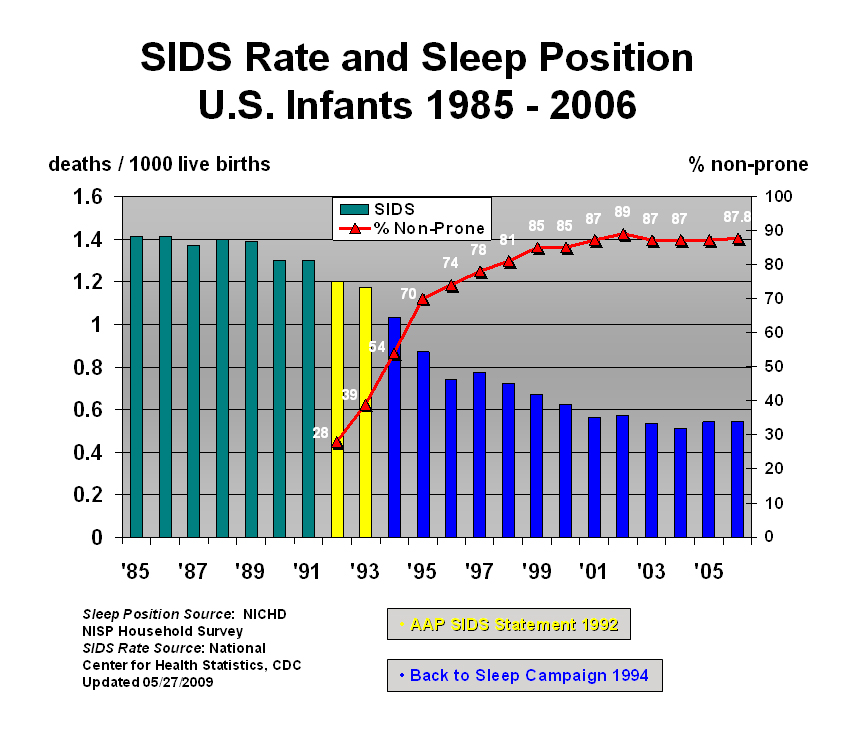 SIDS Rate and Sleep Position
U.S. Infants 1985 - 2006
deaths / 1000 live births
% non-prone
SIDS
% Non-Prone
1.6
1.4
1.2
1
0.8
0.6
0.4
0.2
0
100
90
80
70
60
50
40
30
20
10
0
28
39
54
70
74
78
81
85
85
87
89
87
87
87.8
'85 '87 '89 '91 '93 '95 '97 '99 '01 '03 '05
Sleep Position Source: NICHD
NISP Household Survey
SIDS Rate Source: National
Center for Health Statistics, CDC
Updated 05/27/2009
• AAP SIDS Statement 1992
• Back to Sleep Campaign 1994